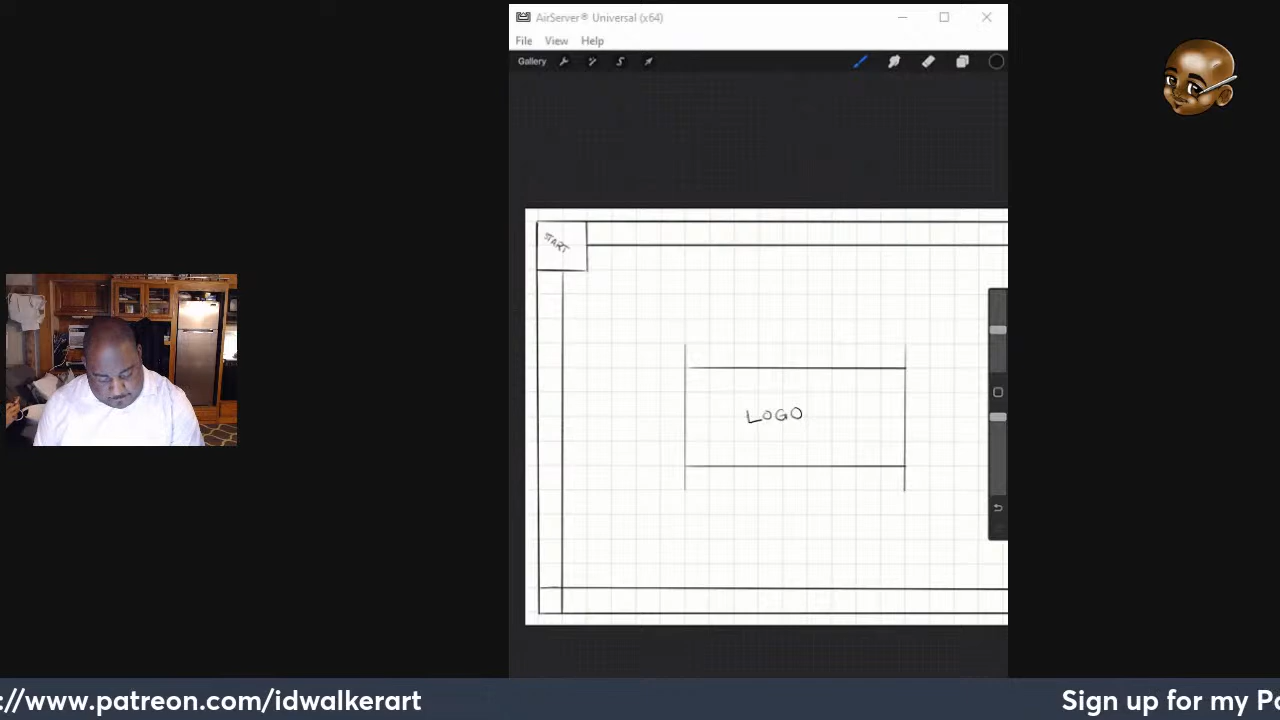 AirServer® Universal (x64)
File View Help
Gallery
START
LOGO
://www.patreon.com/idwalkerart
Sign up for my Pa